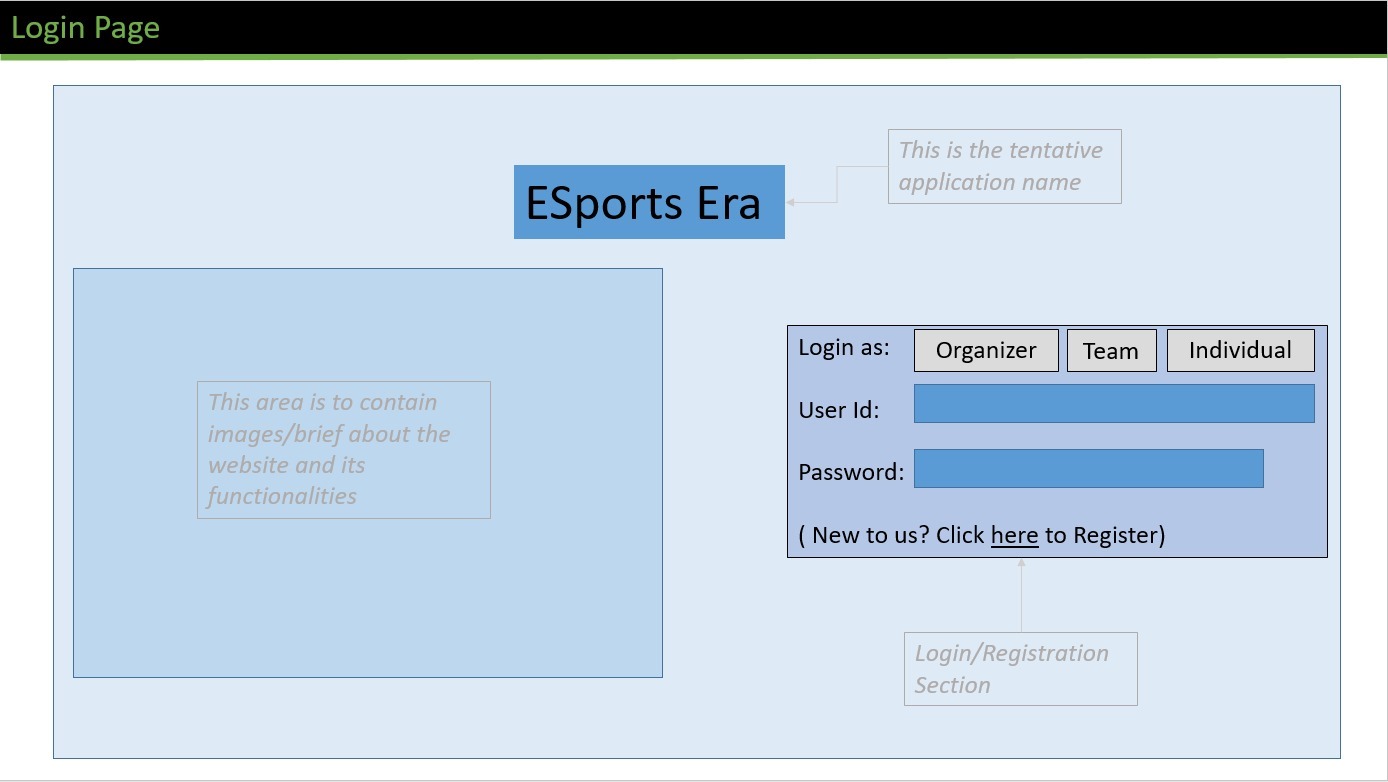 Login Page
This is the tentative
application name
ESports Era
This area is to contain
images/brief about the
website and its
functionalities
Login as: Organizer Team Individual
User Id:
Password:
( New to us? Click here to Register)
Login/Registration
Section